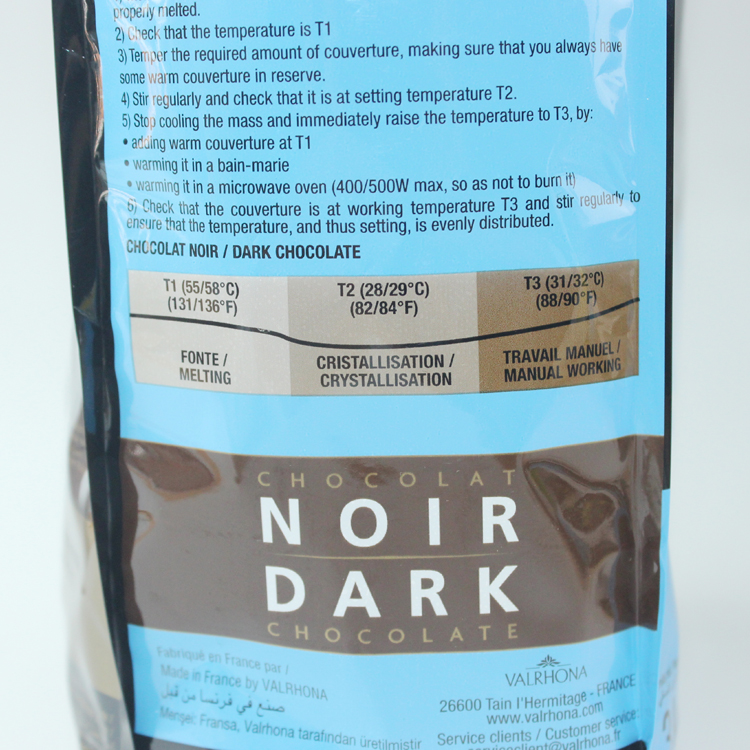 properly melted.
2) Check that the temperature is T1
3) Temper the required amount of couverture, making sure that you always have
some warm couverture in reserve.
4) Stir regularly and check that it is at setting temperature T2.
5) Stop cooling the mass and immediately raise the temperature to T3, by:
• adding warm couverture at T1
• warming it in a bain-marie
• warming it in a microwave oven (400/500W max, so as not to burn it)
6) Check that the couverture is at working temperature T3 and stir regularly to
ensure that the temperature, and thus setting, is evenly distributed.
CHOCOLAT NOIR / DARK CHOCOLATE
T1 (55/58°C)
(131/136°F)
T2 (28/29°C)
(82/84°F)
T3 (31/32°C)
(88/90°F)
FONTE /
MELTING
CRISTALLISATION /
CRYSTALLISATION
TRAVAIL MANUEL /
MANUAL WORKING
CHOCOLAT
NOIR
DARK
CHOCOLATE
Fabriqué en France par /
Made in France by VALRHONA
صنع في فرنسا من قبل
Menşei: Fransa, Valrhona tarafından üretilmiştir
VALRHONA
26600 Tain l'Hermitage - FRANCE
www.valrhona.com
Service clients / Customer service:
serviceclient@valrhona.fr